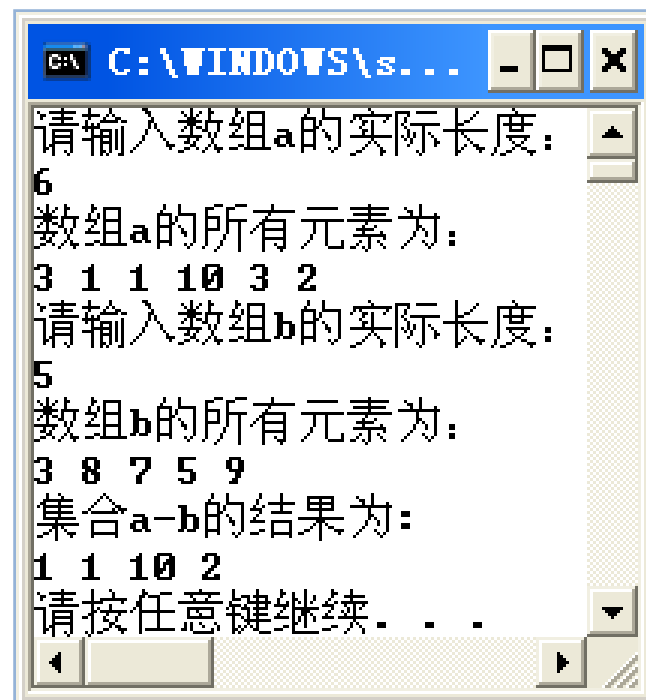 C:\WINDOWS\s...
请输入数组a的实际长度：
6
数组a的所有元素为：
3 1 1 10 3 2
请输入数组b的实际长度：
5
数组b的所有元素为：
3 8 7 5 9
集合a-b的结果为：
1 1 10 2
请按任意键继续. . .